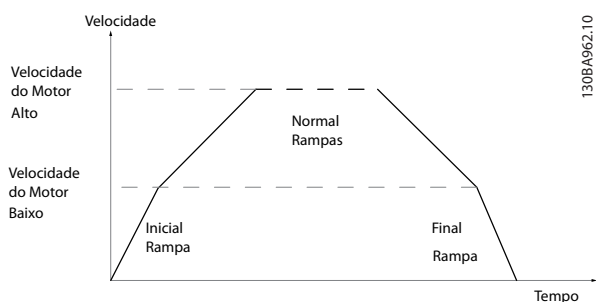 Velocidade
130BA962.10
Velocidade
do Motor
Alto
Normal
Rampas
Velocidade
do Motor
Baixo
Inicial
Rampa
Final
Rampa
Tempo